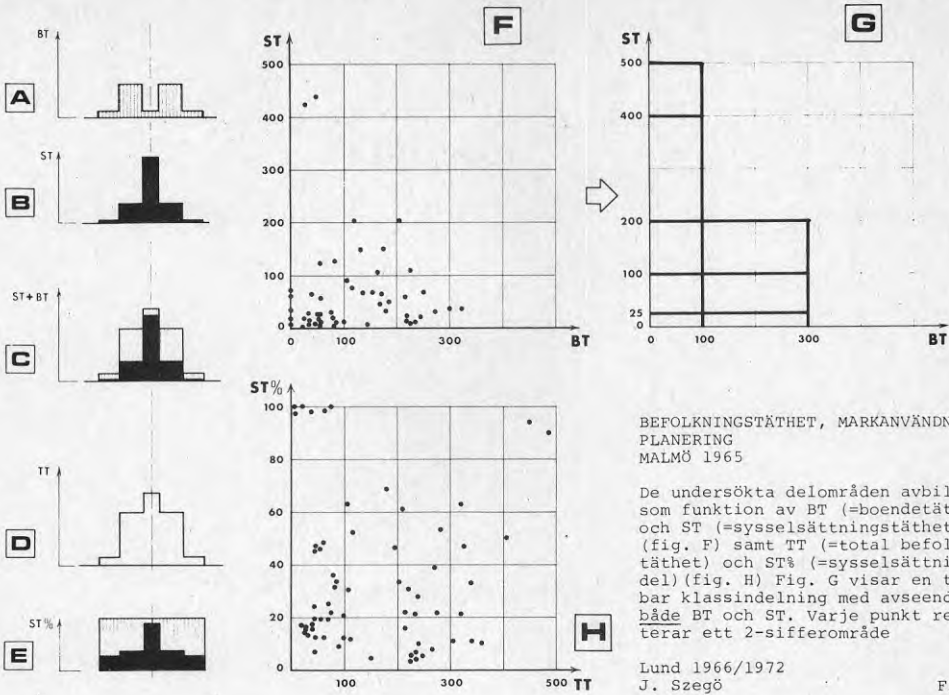 BT
A
ST
B
ST+BT
C
TT
D
ST%
E
F
ST
500
400
300
200
100
0
0 100 300 BT
G
ST
500
400
200
100
25
0
0 100 300 BT
ST%
100
80
60
40
20
0
100 300 TT 500
H
BEFOLKNINGSTÄTHET, MARKANVÄNDN
PLANERING
MALMÖ 1965
De undersökta delområden avbil
som funktion av BT (=boendetät
och ST (=sysselsättningstäthet
(fig. F) samt TT (=total befol
täthet) och ST% (=sysselsättni
del)(fig. H) Fig. G visar en t
bar klassindelning med avseend
både BT och ST. Varje punkt re
terar ett 2-sifferområde
Lund 1966/1972
J. Szegö F